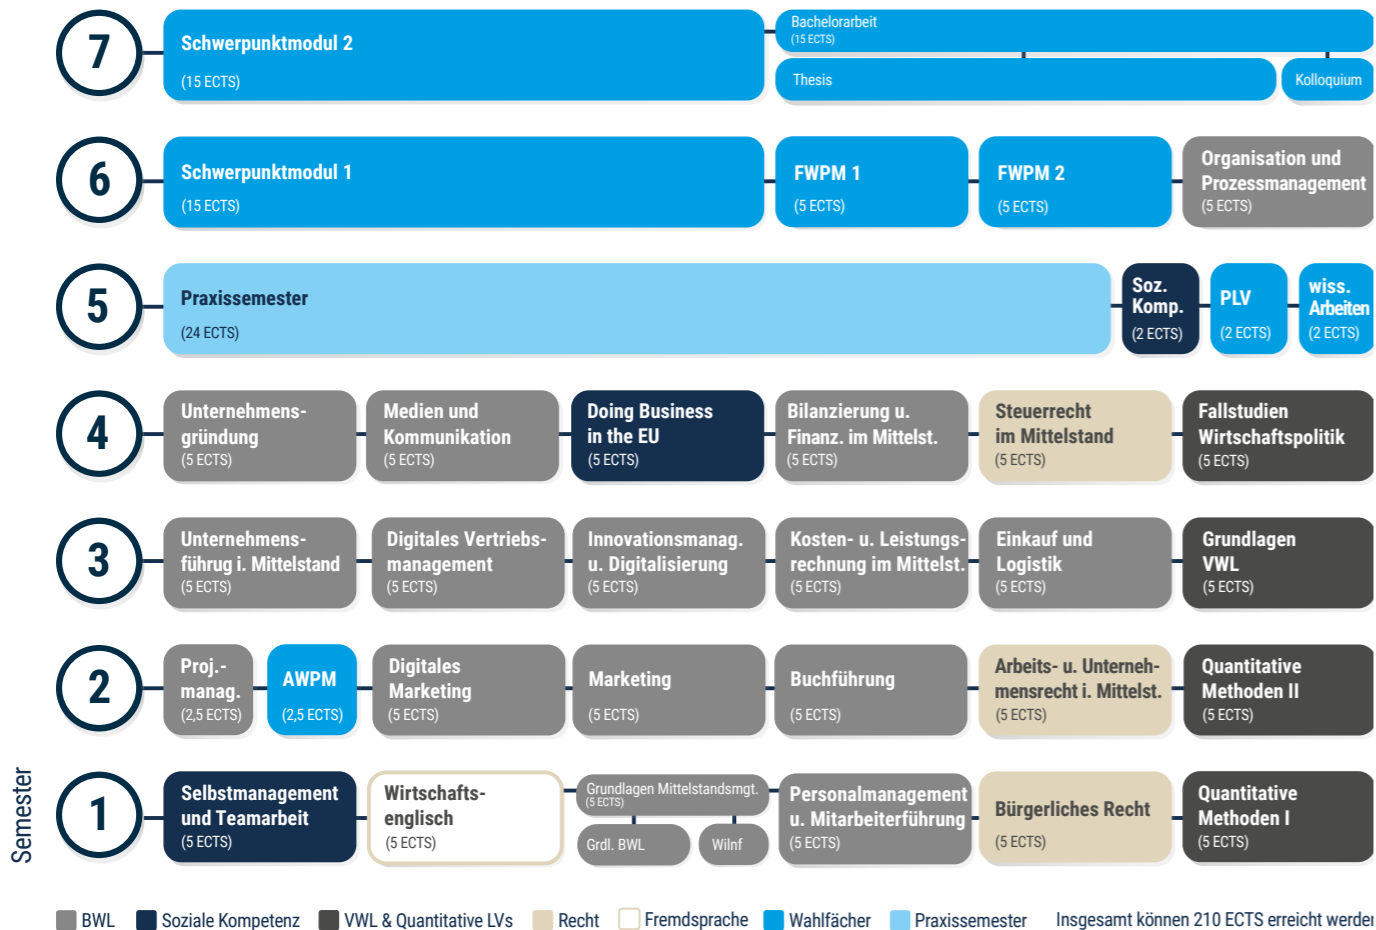 7
Schwerpunktmodul 2
(15 ECTS)
Bachelorarbeit
(15 ECTS)
Thesis
Kolloquium
6
Schwerpunktmodul 1
(15 ECTS)
FWPM 1
(5 ECTS)
FWPM 2
(5 ECTS)
Organisation und
Prozessmanagement
(5 ECTS)
5
Praxissemester
(24 ECTS)
Soz.
Komp.
(2 ECTS)
PLV
(2 ECTS)
wiss.
Arbeiten
(2 ECTS)
4
Unternehmens-
gründung
(5 ECTS)
Medien und
Kommunikation
(5 ECTS)
Doing Business
in the EU
(5 ECTS)
Bilanzierung u.
Finanz. im Mittelst.
(5 ECTS)
Steuerrecht
im Mittelstand
(5 ECTS)
Fallstudien
Wirtschaftspolitik
(5 ECTS)
3
Unternehmens-
führug i. Mittelstand
(5 ECTS)
Digitales Vertriebs-
management
(5 ECTS)
Innovationsmanag.
u. Digitalisierung
(5 ECTS)
Kosten- u. Leistungs-
rechnung im Mittelst.
(5 ECTS)
Einkauf und
Logistik
(5 ECTS)
Grundlagen
VWL
(5 ECTS)
2
Proj.-
manag.
(2,5 ECTS)
AWPM
(2,5 ECTS)
Digitales
Marketing
(5 ECTS)
Marketing
(5 ECTS)
Buchführung
(5 ECTS)
Arbeits- u. Unterneh-
mensrecht i. Mittelst.
(5 ECTS)
Quantitative
Methoden II
(5 ECTS)
Semester
1
Selbstmanagement
und Teamarbeit
(5 ECTS)
Wirtschafts-
englisch
(5 ECTS)
Grundlagen Mittelstandsmgt.
(5 ECTS)
Grdl. BWL
WiInf
Personalmanagement
u. Mitarbeiterführung
(5 ECTS)
Bürgerliches Recht
(5 ECTS)
Quantitative
Methoden I
(5 ECTS)
BWL
Soziale Kompetenz
VWL & Quantitative LVs
Recht
Fremdsprache
Wahlfächer
Praxissemester
Insgesamt können 210 ECTS erreicht werder